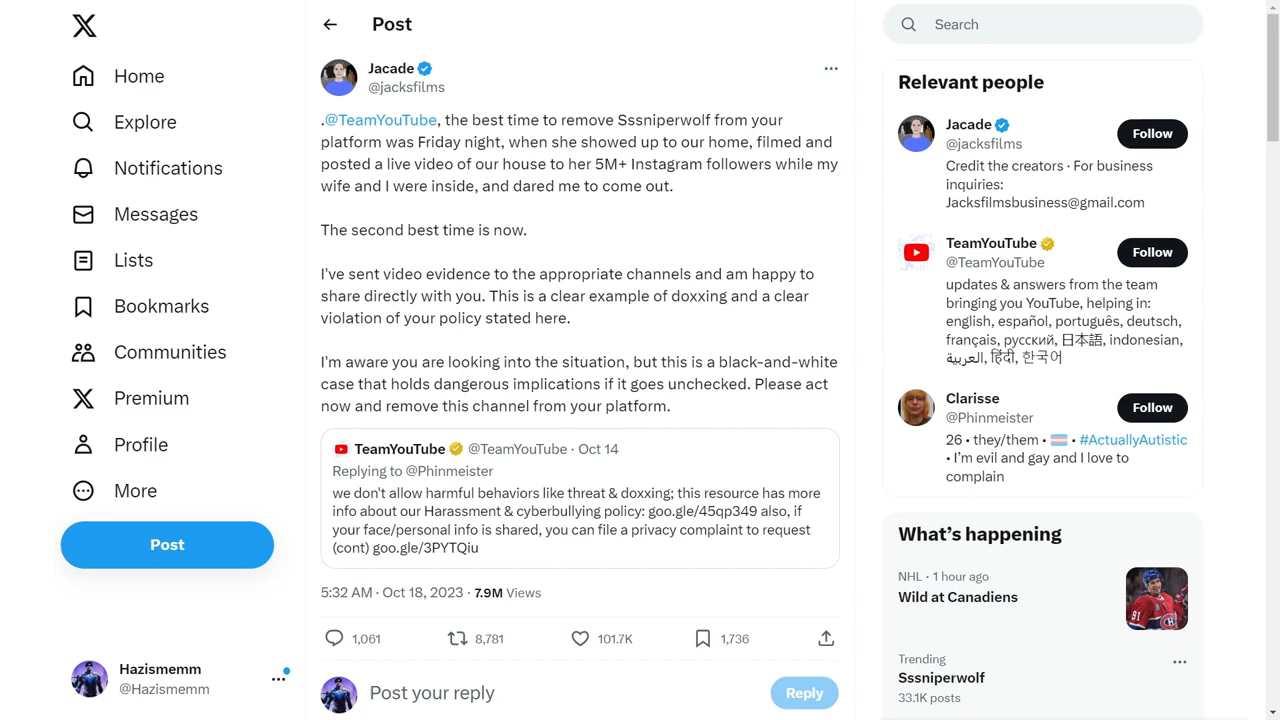 Home
Explore
Notifications
Messages
Lists
Bookmarks
Communities
Premium
Profile
More
Post
Hazismemm
@Hazismemm
Post
Jacade
@jacksfilms
.@TeamYouTube, the best time to remove Sssniperwolf from your
platform was Friday night, when she showed up to our home, filmed and
posted a live video of our house to her 5M+ Instagram followers while my
wife and I were inside, and dared me to come out.
The second best time is now.
I've sent video evidence to the appropriate channels and am happy to
share directly with you. This is a clear example of doxxing and a clear
violation of your policy stated here.
I'm aware you are looking into the situation, but this is a black-and-white
case that holds dangerous implications if it goes unchecked. Please act
now and remove this channel from your platform.
TeamYouTube @TeamYouTube · Oct 14
Replying to @Phinmeister
we don't allow harmful behaviors like threat & doxxing; this resource has more
info about our Harassment & cyberbullying policy: goo.gle/45qp349 also, if
your face/personal info is shared, you can file a privacy complaint to request
(cont) goo.gle/3PYTQiu
5:32 AM · Oct 18, 2023 · 7.9M Views
1,061 8,781 101.7K 1,736
Post your reply
Reply
Search
Relevant people
Jacade
@jacksfilms
Follow
Credit the creators · For business
inquiries:
Jacksfilmsbusiness@gmail.com
TeamYouTube
@TeamYouTube
Follow
updates & answers from the team
bringing you YouTube, helping in:
english, español, português, deutsch,
français, русский, 日本語, indonesian,
العربية, हिंदी, 한국어
Clarisse
@Phinmeister
Follow
26 • they/them • 🏳️‍⚧️ • #ActuallyAutistic
• I'm evil and gay and I love to
complain
What's happening
NHL · 1 hour ago
Wild at Canadiens
91
Trending
Sssniperwolf
33.1K posts